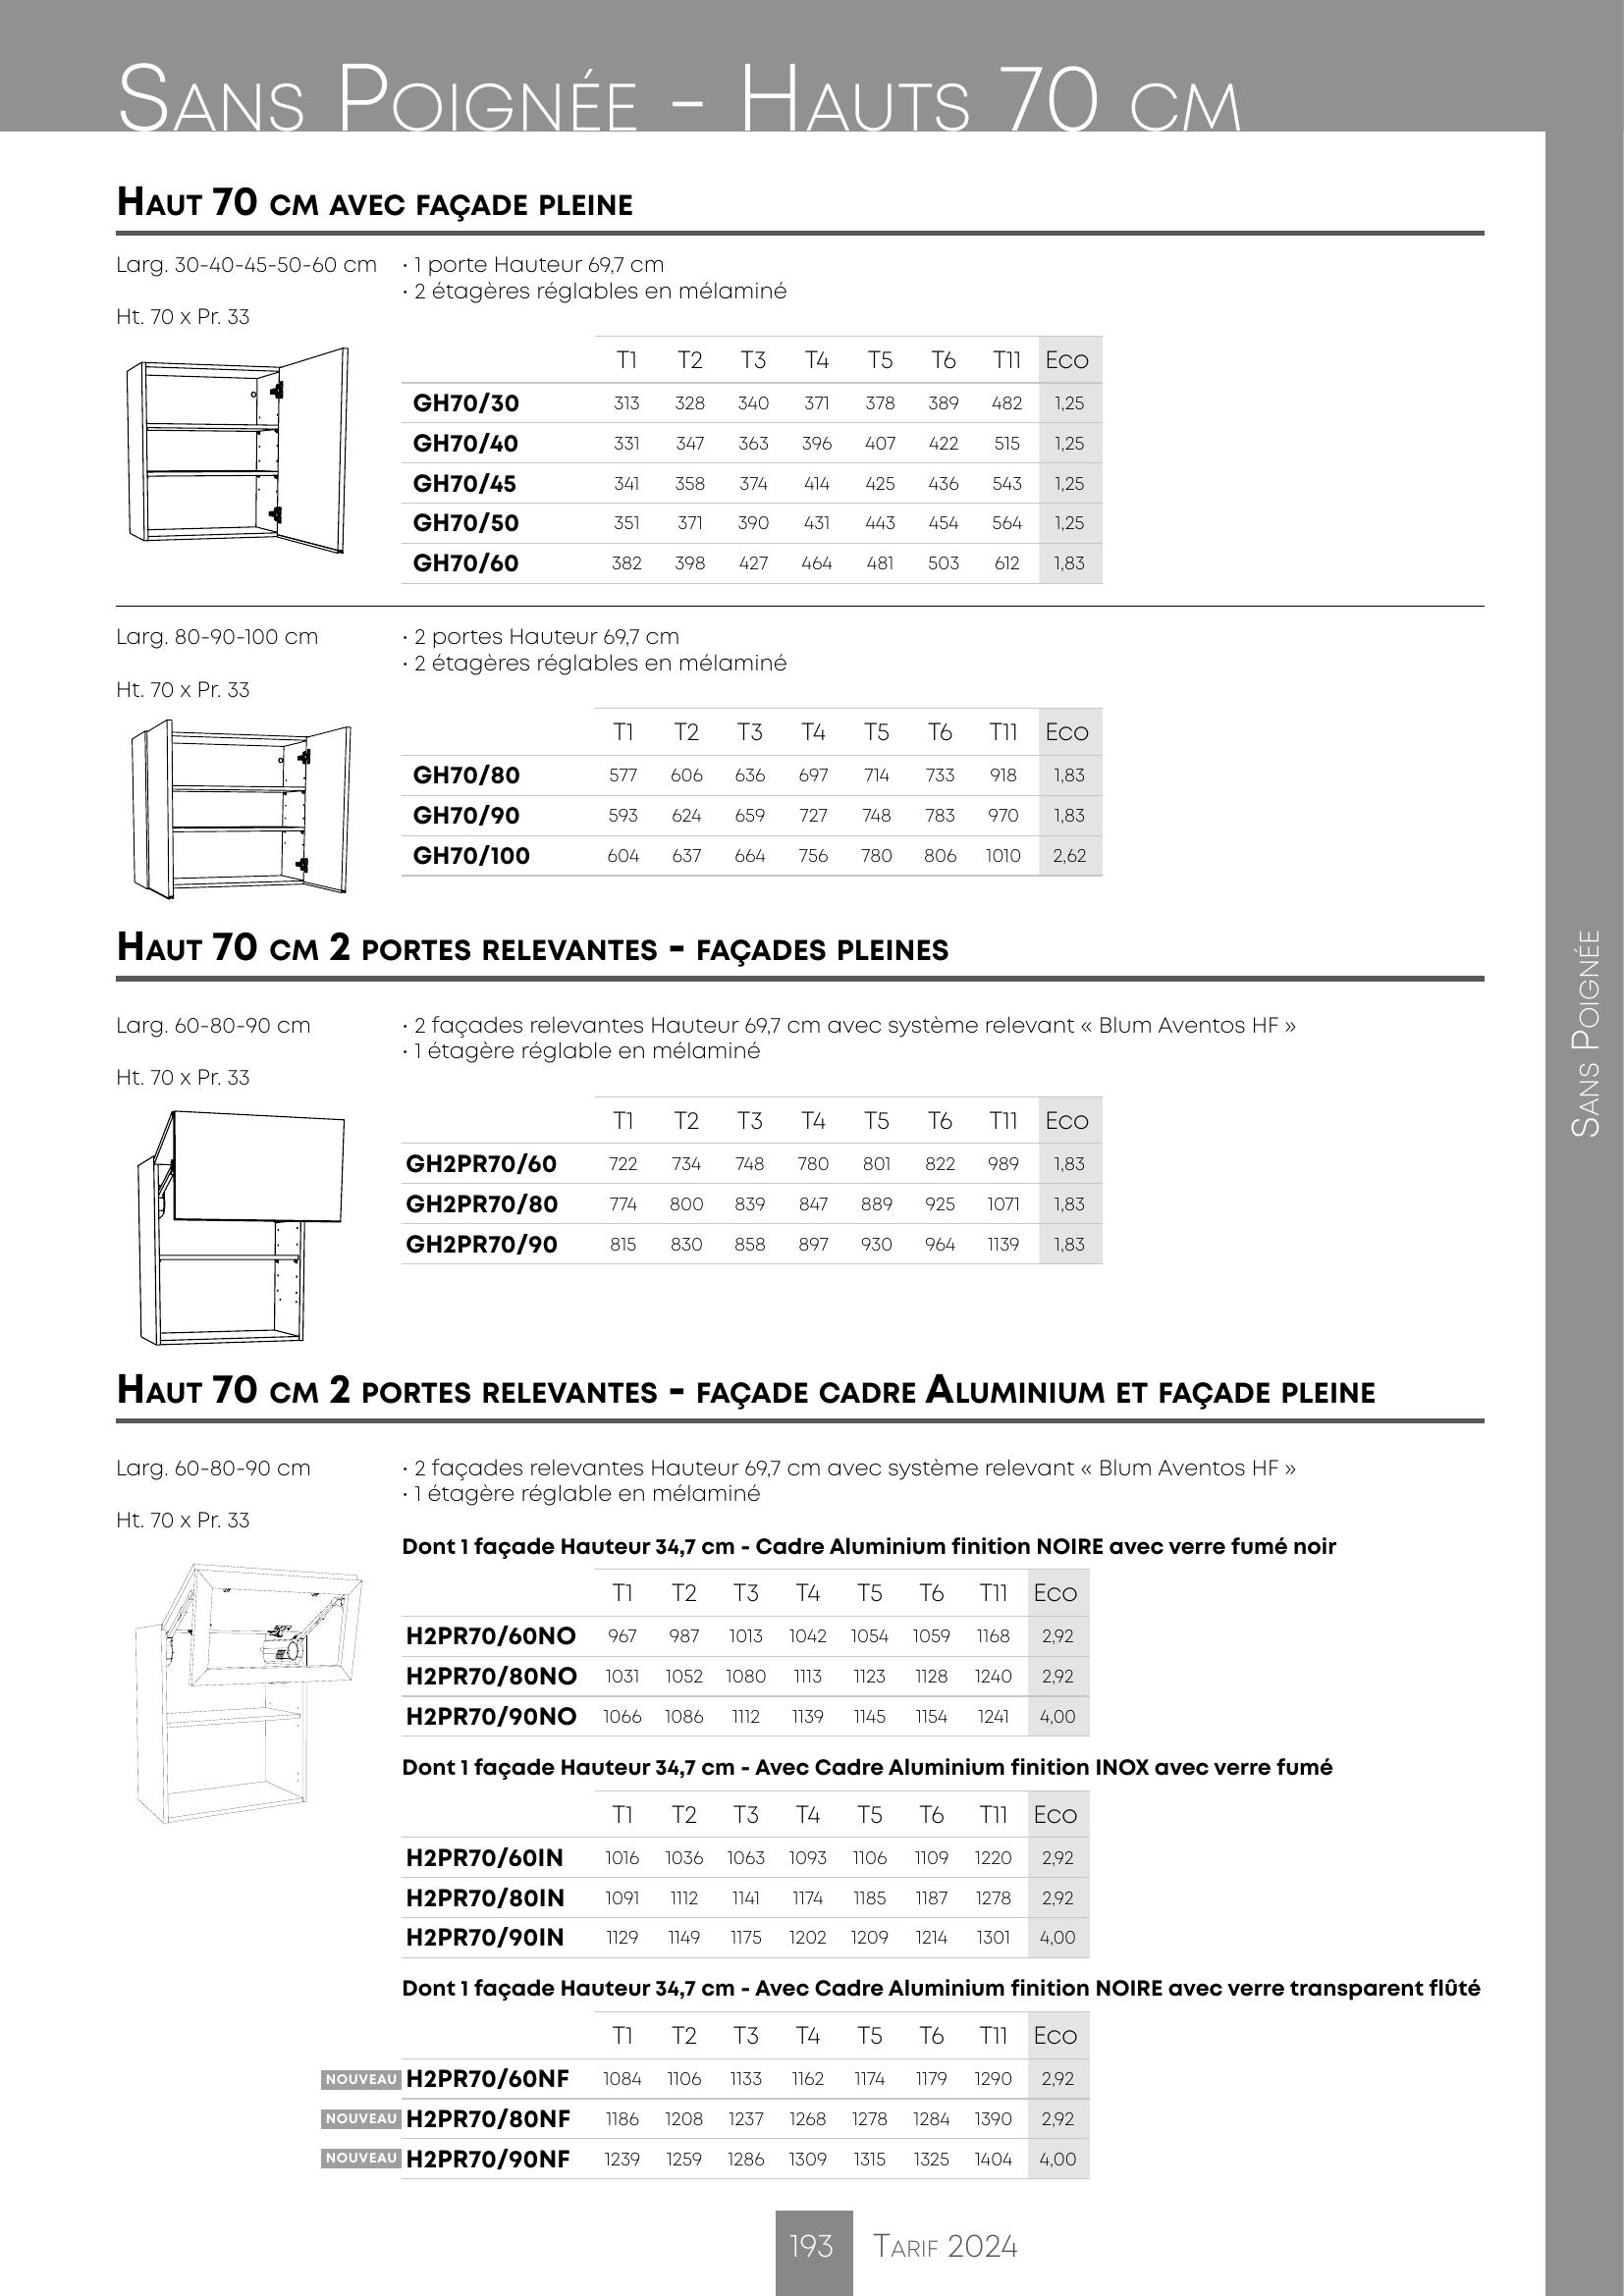 Sans Poignée - Hauts 70 cm
Haut 70 cm avec façade pleine
Larg. 30-40-45-50-60 cm
Ht. 70 x Pr. 33
· 1 porte Hauteur 69,7 cm
· 2 étagères réglables en mélaminé
T1 T2 T3 T4 T5 T6 T11 Eco
GH70/30 313 328 340 371 378 389 482 1,25
GH70/40 331 347 363 396 407 422 515 1,25
GH70/45 341 358 374 414 425 436 543 1,25
GH70/50 351 371 390 431 443 454 564 1,25
GH70/60 382 398 427 464 481 503 612 1,83
Larg. 80-90-100 cm
Ht. 70 x Pr. 33
· 2 portes Hauteur 69,7 cm
· 2 étagères réglables en mélaminé
T1 T2 T3 T4 T5 T6 T11 Eco
GH70/80 577 606 636 697 714 733 918 1,83
GH70/90 593 624 659 727 748 783 970 1,83
GH70/100 604 637 664 756 780 806 1010 2,62
Haut 70 cm 2 portes relevantes - façades pleines
Larg. 60-80-90 cm
Ht. 70 x Pr. 33
· 2 façades relevantes Hauteur 69,7 cm avec système relevant « Blum Aventos HF »
· 1 étagère réglable en mélaminé
T1 T2 T3 T4 T5 T6 T11 Eco
GH2PR70/60 722 734 748 780 801 822 989 1,83
GH2PR70/80 774 800 839 847 889 925 1071 1,83
GH2PR70/90 815 830 858 897 930 964 1139 1,83
Haut 70 cm 2 portes relevantes - façade cadre Aluminium et façade pleine
Larg. 60-80-90 cm
Ht. 70 x Pr. 33
· 2 façades relevantes Hauteur 69,7 cm avec système relevant « Blum Aventos HF »
· 1 étagère réglable en mélaminé
Dont 1 façade Hauteur 34,7 cm - Cadre Aluminium finition NOIRE avec verre fumé noir
T1 T2 T3 T4 T5 T6 T11 Eco
H2PR70/60NO 967 987 1013 1042 1054 1059 1168 2,92
H2PR70/80NO 1031 1052 1080 1113 1123 1128 1240 2,92
H2PR70/90NO 1066 1086 1112 1139 1145 1154 1241 4,00
Dont 1 façade Hauteur 34,7 cm - Avec Cadre Aluminium finition INOX avec verre fumé
T1 T2 T3 T4 T5 T6 T11 Eco
H2PR70/60IN 1016 1036 1063 1093 1106 1109 1220 2,92
H2PR70/80IN 1091 1112 1141 1174 1185 1187 1278 2,92
H2PR70/90IN 1129 1149 1175 1202 1209 1214 1301 4,00
Dont 1 façade Hauteur 34,7 cm - Avec Cadre Aluminium finition NOIRE avec verre transparent flûté
T1 T2 T3 T4 T5 T6 T11 Eco
NOUVEAU H2PR70/60NF 1084 1106 1133 1162 1174 1179 1290 2,92
NOUVEAU H2PR70/80NF 1186 1208 1237 1268 1278 1284 1390 2,92
NOUVEAU H2PR70/90NF 1239 1259 1286 1309 1315 1325 1404 4,00
Sans Poignée
193 Tarif 2024